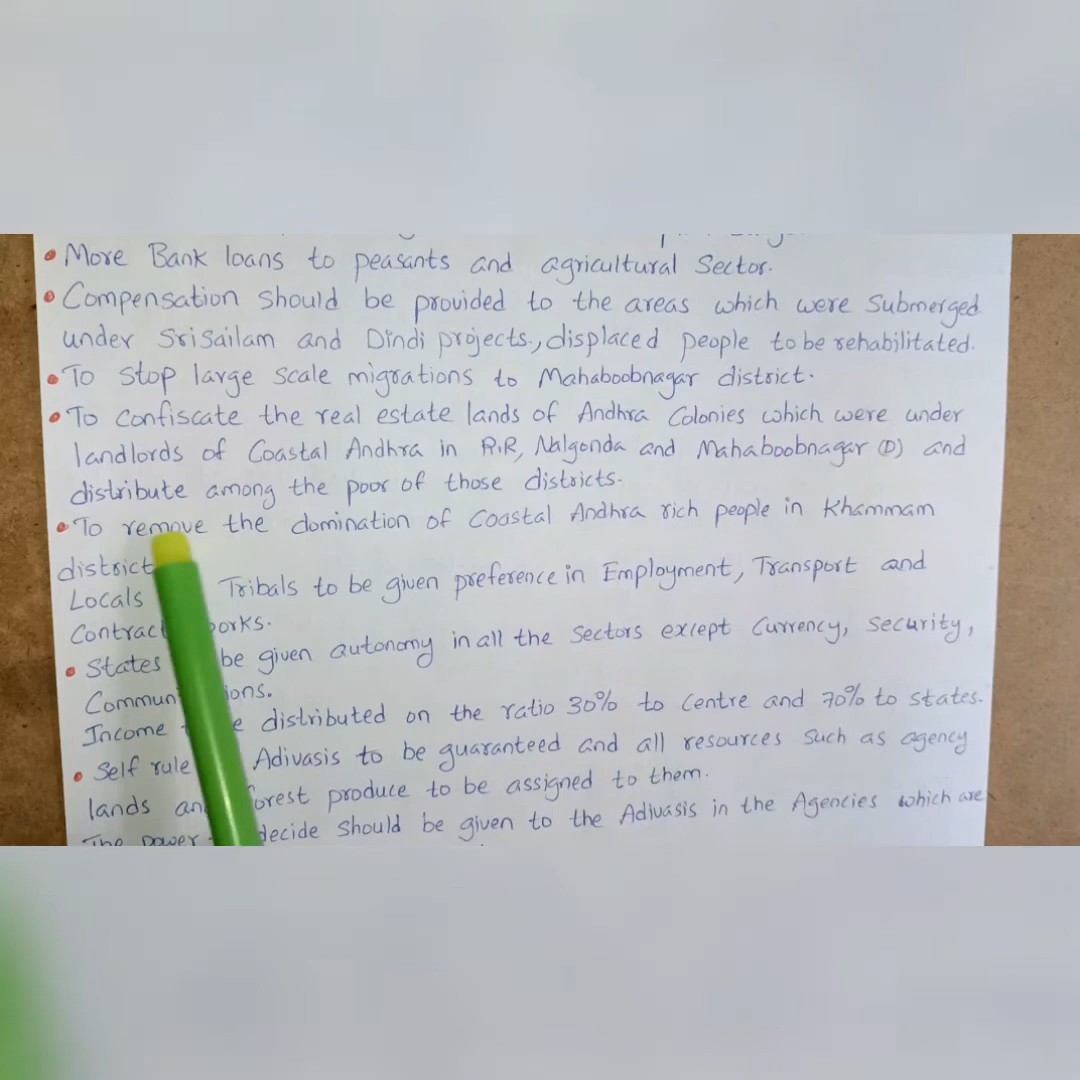 • More Bank loans to peasants and agricultural Sector.
• Compensation should be provided to the areas which were Submerged
under SriSailam and Dindi projects, displaced people to be rehabilitated.
• To stop large scale migrations to Mahaboobnagar district.
• To confiscate the real estate lands of Andhra Colonies which were under
landlords of Coastal Andhra in R.R, Nalgonda and Mahaboobnagar (D) and
distribute among the poor of those districts.
• To remove the domination of Coastal Andhra rich people in Khammam
district
Locals Tribals to be given preference in Employment, Transport and
Contract works.
• States be given autonomy in all the Sectors except Currency, Security,
Communications.
Income distributed on the ratio 30% to Centre and 70% to states.
• Self rule Adivasis to be guaranteed and all resources such as agency
lands and forest produce to be assigned to them.
The power decide should be given to the Adivasis in the Agencies which are